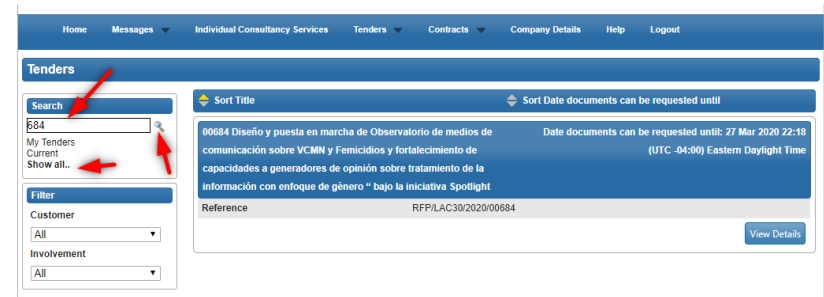 Home Messages Individual Consultancy Services Tenders Contracts Company Details Help Logout
Tenders
Search
684
My Tenders
Current
Show all..
Filter
Customer
All
Involvement
All
Sort Title Sort Date documents can be requested until
00684 Diseño y puesta en marcha de Observatorio de medios de
comunicación sobre VCMN y Femicidios y fortalecimiento de
capacidades a generadores de opinión sobre tratamiento de la
información con enfoque de gènero “ bajo la iniciativa Spotlight
Date documents can be requested until: 27 Mar 2020 22:18
(UTC -04:00) Eastern Daylight Time
Reference RFP/LAC30/2020/00684
View Details